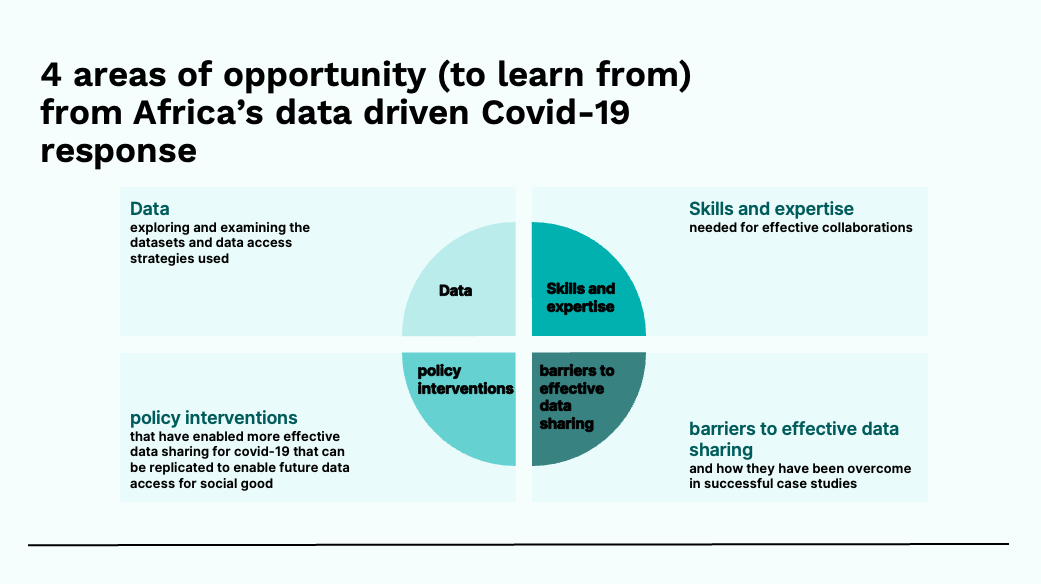 4 areas of opportunity (to learn from)
from Africa’s data driven Covid-19
response
Data
exploring and examining the
datasets and data access
strategies used
Skills and expertise
needed for effective collaborations
Data
Skills and
expertise
policy
interventions
barriers to
effective
data
sharing
policy interventions
that have enabled more effective
data sharing for covid-19 that can
be replicated to enable future data
access for social good
barriers to effective data
sharing
and how they have been overcome
in successful case studies